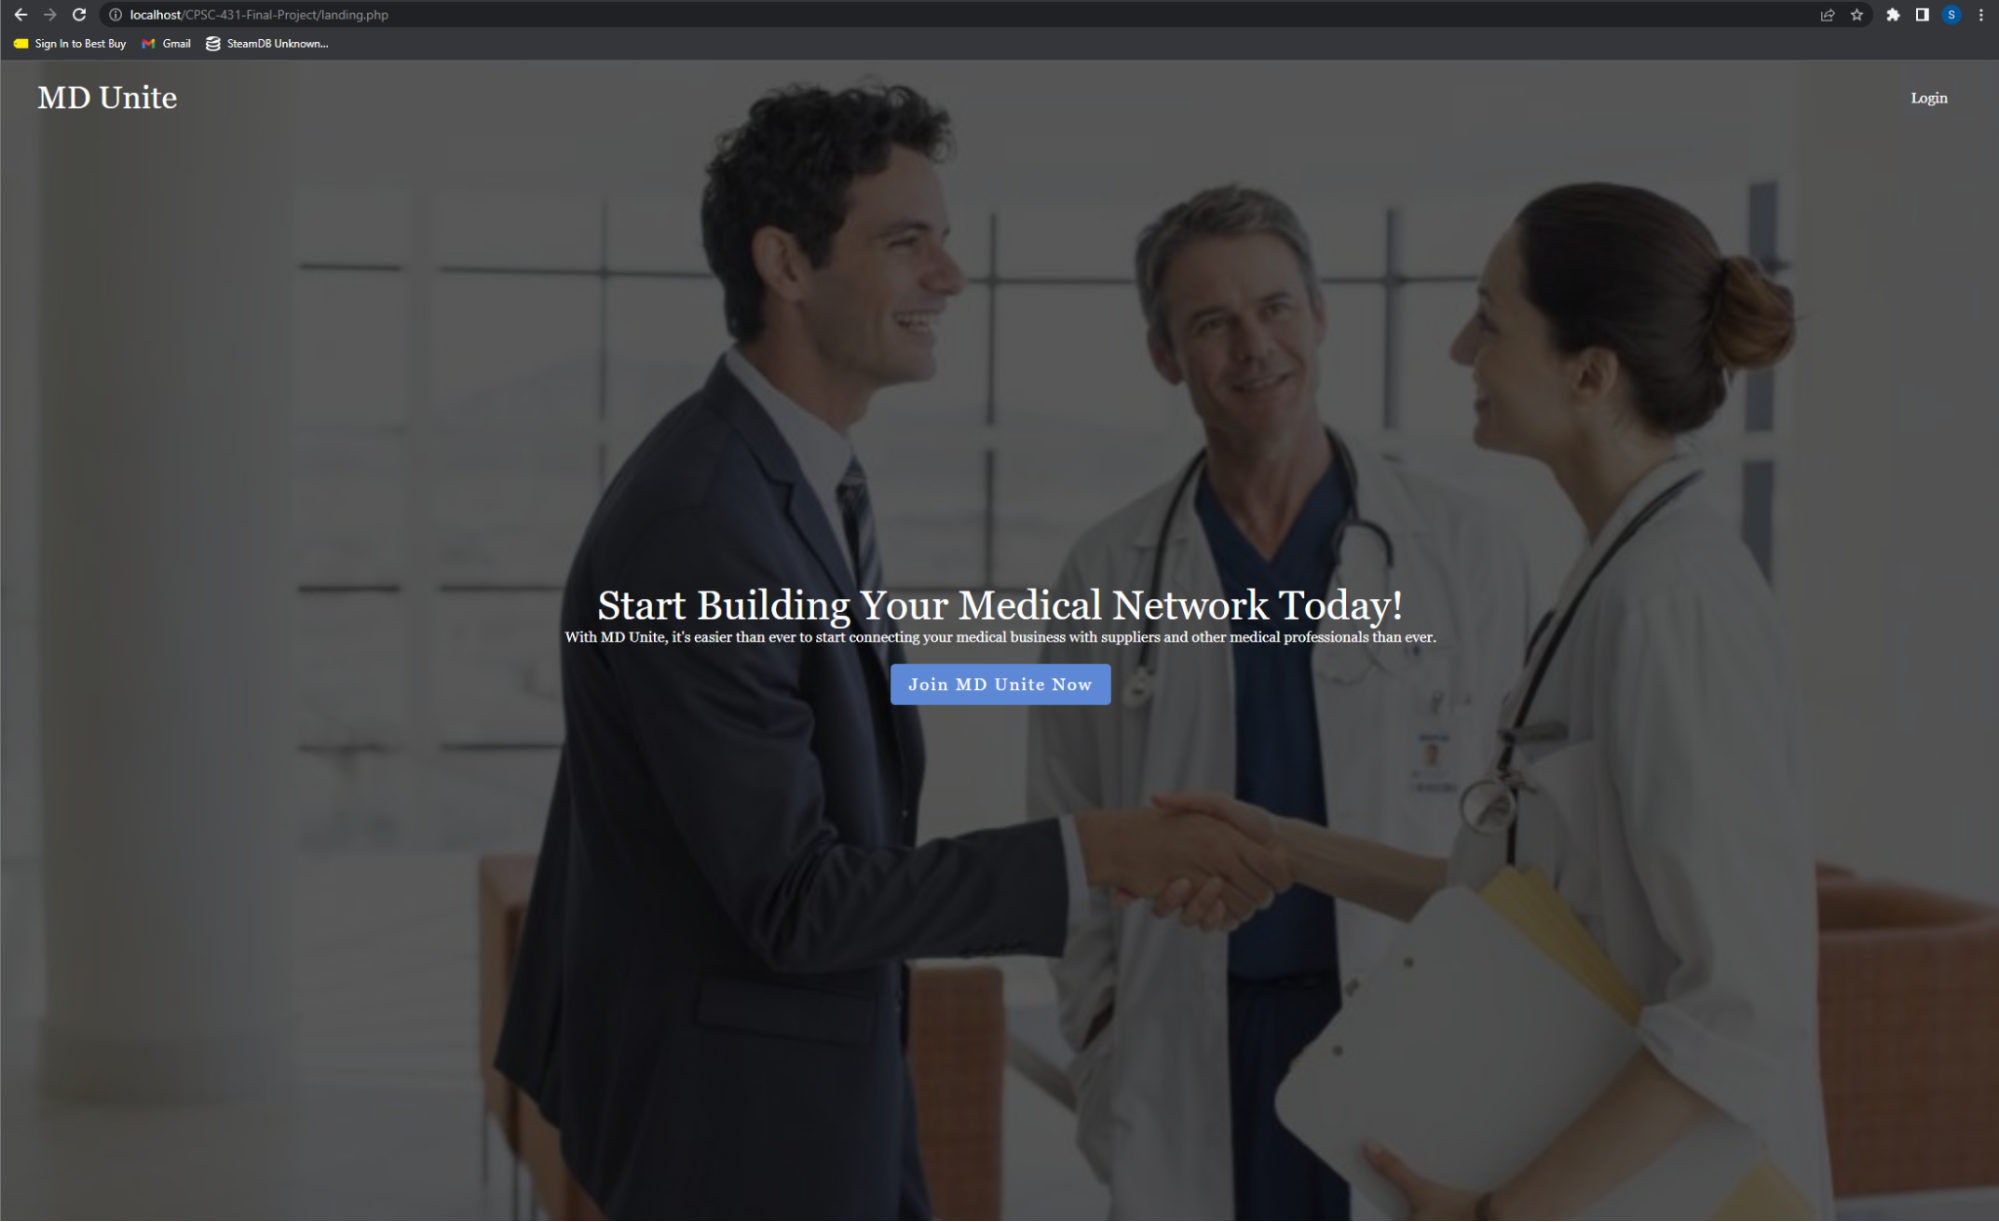 localhost/CPSC-431-Final-Project/landing.php
S
Sign In to Best Buy
Gmail
SteamDB Unknown...
MD Unite
Login
Start Building Your Medical Network Today!
With MD Unite, it's easier than ever to start connecting your medical business with suppliers and other medical professionals than ever.
Join MD Unite Now